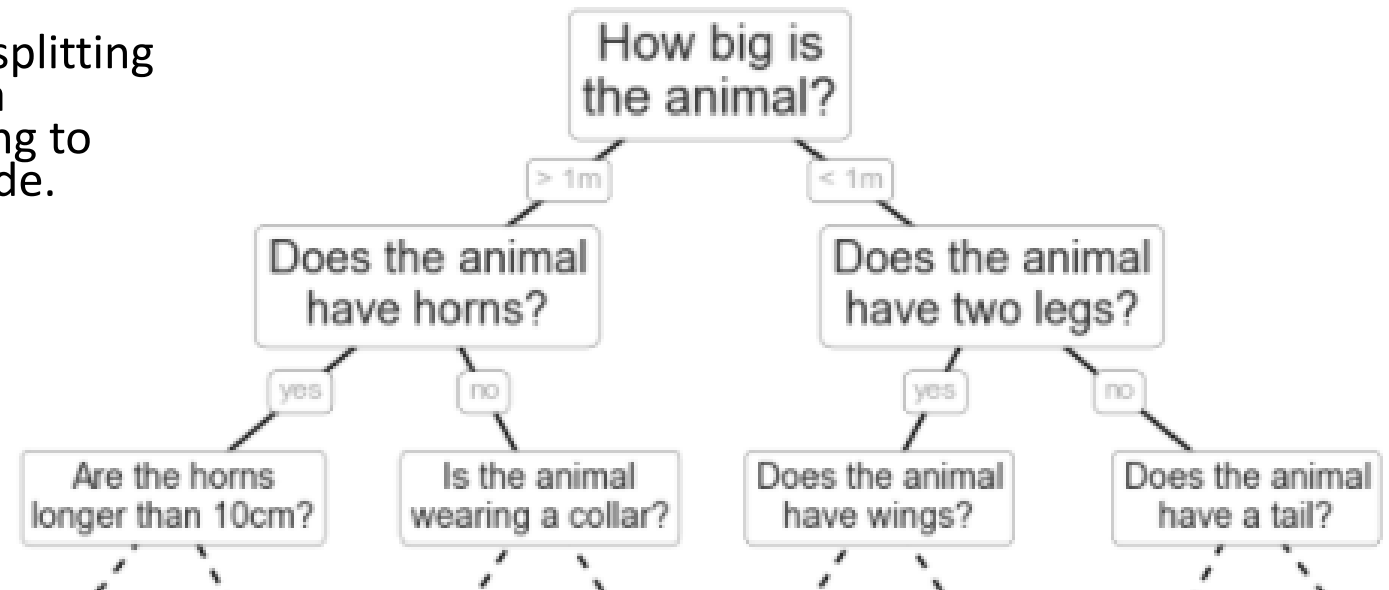 splitting
ng to
de.
How big is
the animal?
> 1m
< 1m
Does the animal
have horns?
Does the animal
have two legs?
yes
no
yes
no
Are the horns
longer than 10cm?
Is the animal
wearing a collar?
Does the animal
have wings?
Does the animal
have a tail?